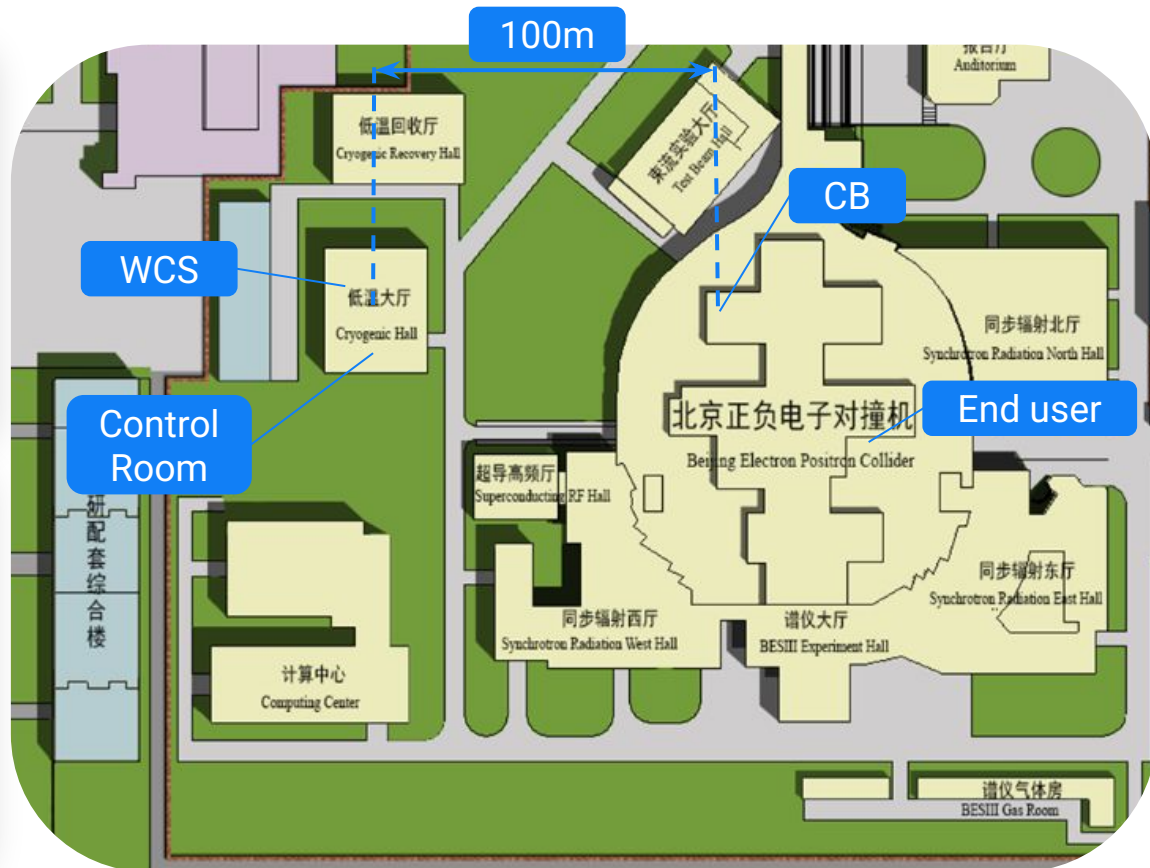 100m
报告厅
Auditorium
低温回收厅
Cryogenic Recovery Hall
束流实验大厅
Test Beam Hall
CB
WCS
低温大厅
Cryogenic Hall
同步辐射北厅
Synchrotron Radiation North Hall
Control
Room
End user
北京正负电子对撞机
Beijing Electron Positron Collider
超导高频厅
Superconducting RF Hall
研配套综合楼
同步辐射东厅
Synchrotron Radiation East Hall
同步辐射西厅
Synchrotron Radiation West Hall
谱仪大厅
BESIII Experiment Hall
计算中心
Computing Center
谱仪气体房
BESIII Gas Room